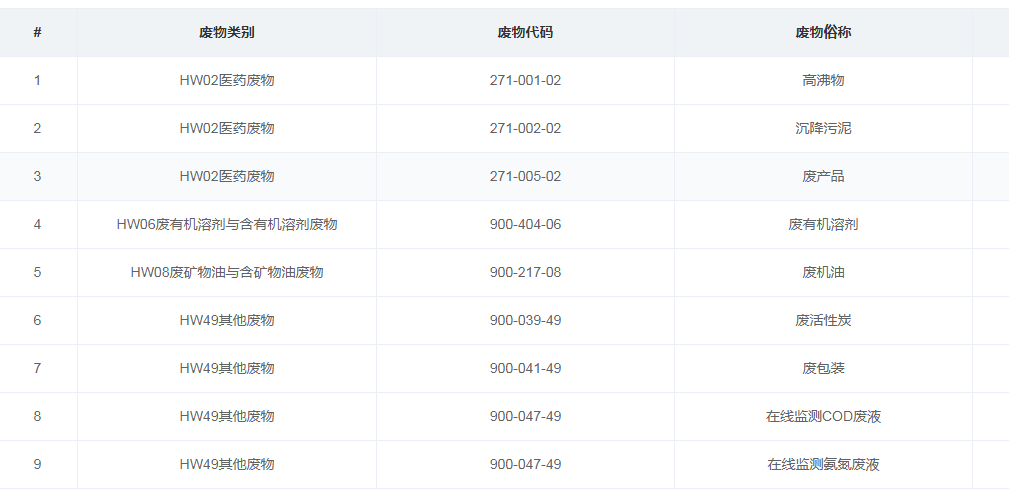 # 废物类别 废物代码 废物俗称
1 HW02医药废物 271-001-02 高沸物
2 HW02医药废物 271-002-02 沉降污泥
3 HW02医药废物 271-005-02 废产品
4 HW06废有机溶剂与含有机溶剂废物 900-404-06 废有机溶剂
5 HW08废矿物油与含矿物油废物 900-217-08 废机油
6 HW49其他废物 900-039-49 废活性炭
7 HW49其他废物 900-041-49 废包装
8 HW49其他废物 900-047-49 在线监测COD废液
9 HW49其他废物 900-047-49 在线监测氨氮废液